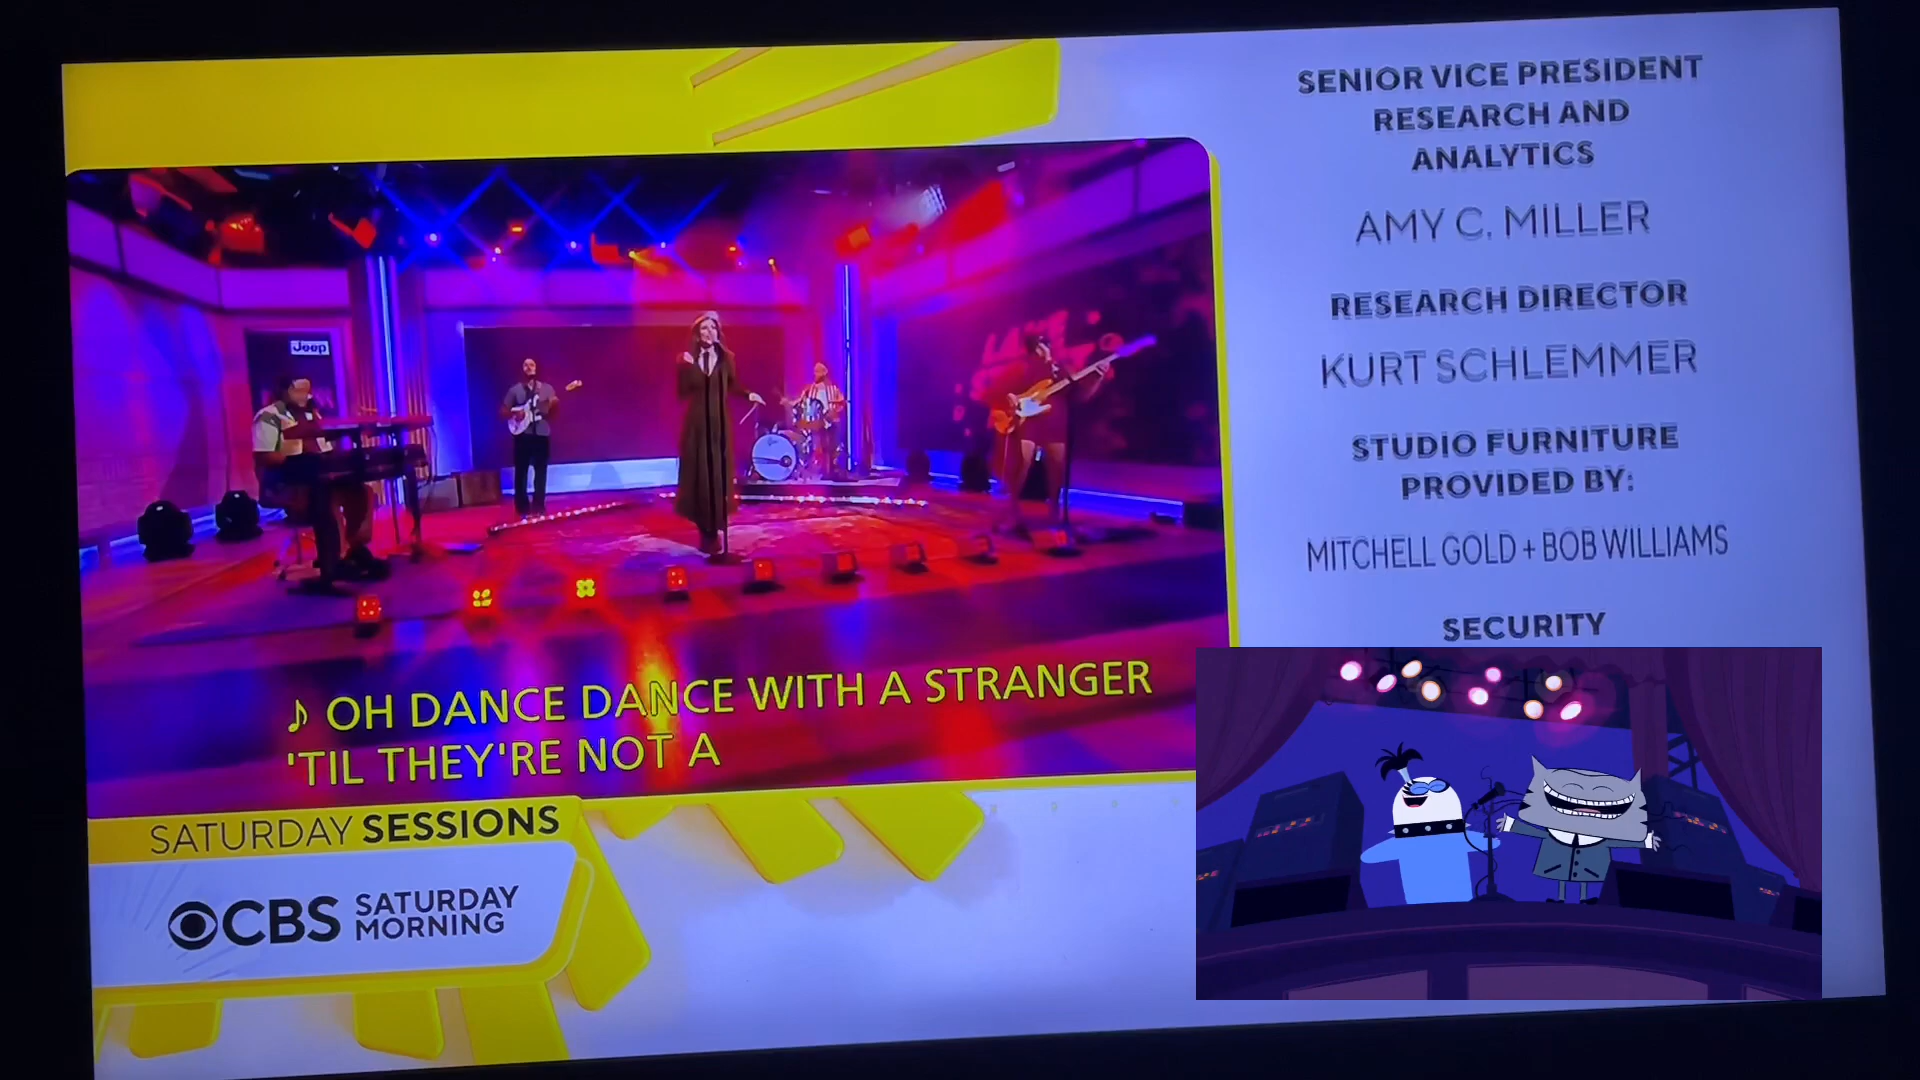 SENIOR VICE PRESIDENT
RESEARCH AND
ANALYTICS
AMY C. MILLER
RESEARCH DIRECTOR
KURT SCHLEMMER
STUDIO FURNITURE
PROVIDED BY:
MITCHELL GOLD + BOB WILLIAMS
SECURITY
Jeep
♪ OH DANCE DANCE WITH A STRANGER
'TIL THEY'RE NOT A
SATURDAY SESSIONS
CBS SATURDAY
MORNING